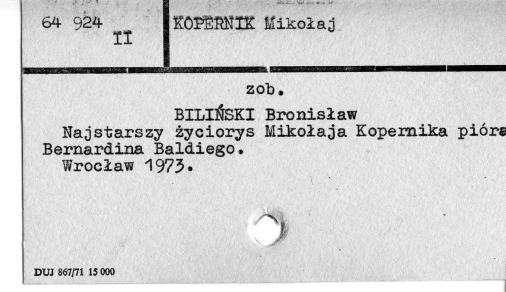 64 924
II
KOPERNIK Mikołaj
zob.
BILIŃSKI Bronisław
Najstarszy życiorys Mikołaja Kopernika pióra
Bernardina Baldiego.
Wrocław 1973.
DUJ 867/71 15 000